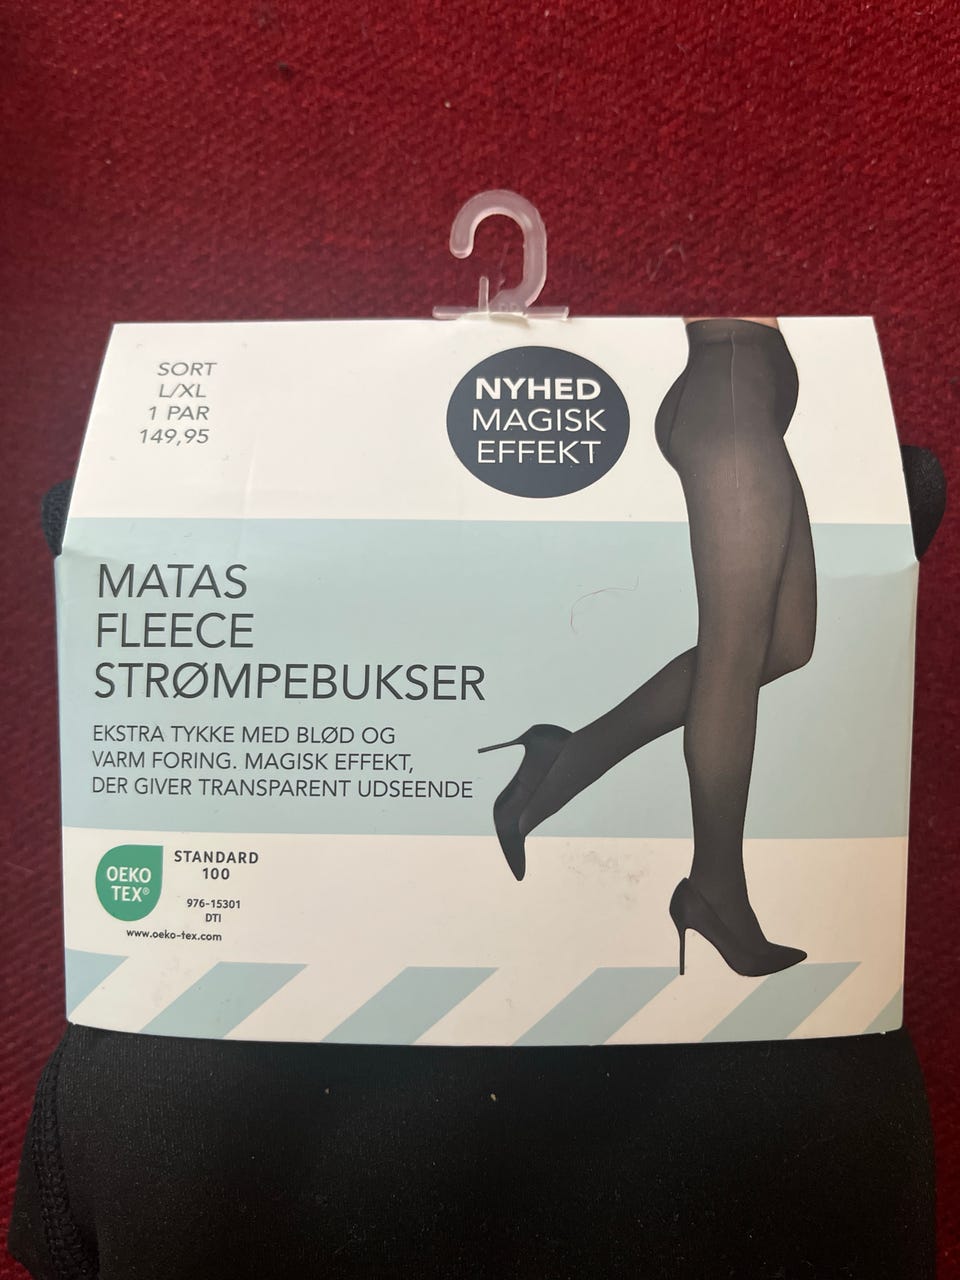 SORT
L/XL
1 PAR
149,95
NYHED
MAGISK
EFFEKT
MATAS
FLEECE
STRØMPEBUKSER
EKSTRA TYKKE MED BLØD OG
VARM FORING. MAGISK EFFEKT,
DER GIVER TRANSPARENT UDSEENDE
OEKO
TEX®
STANDARD
100
976-15301
DTI
www.oeko-tex.com